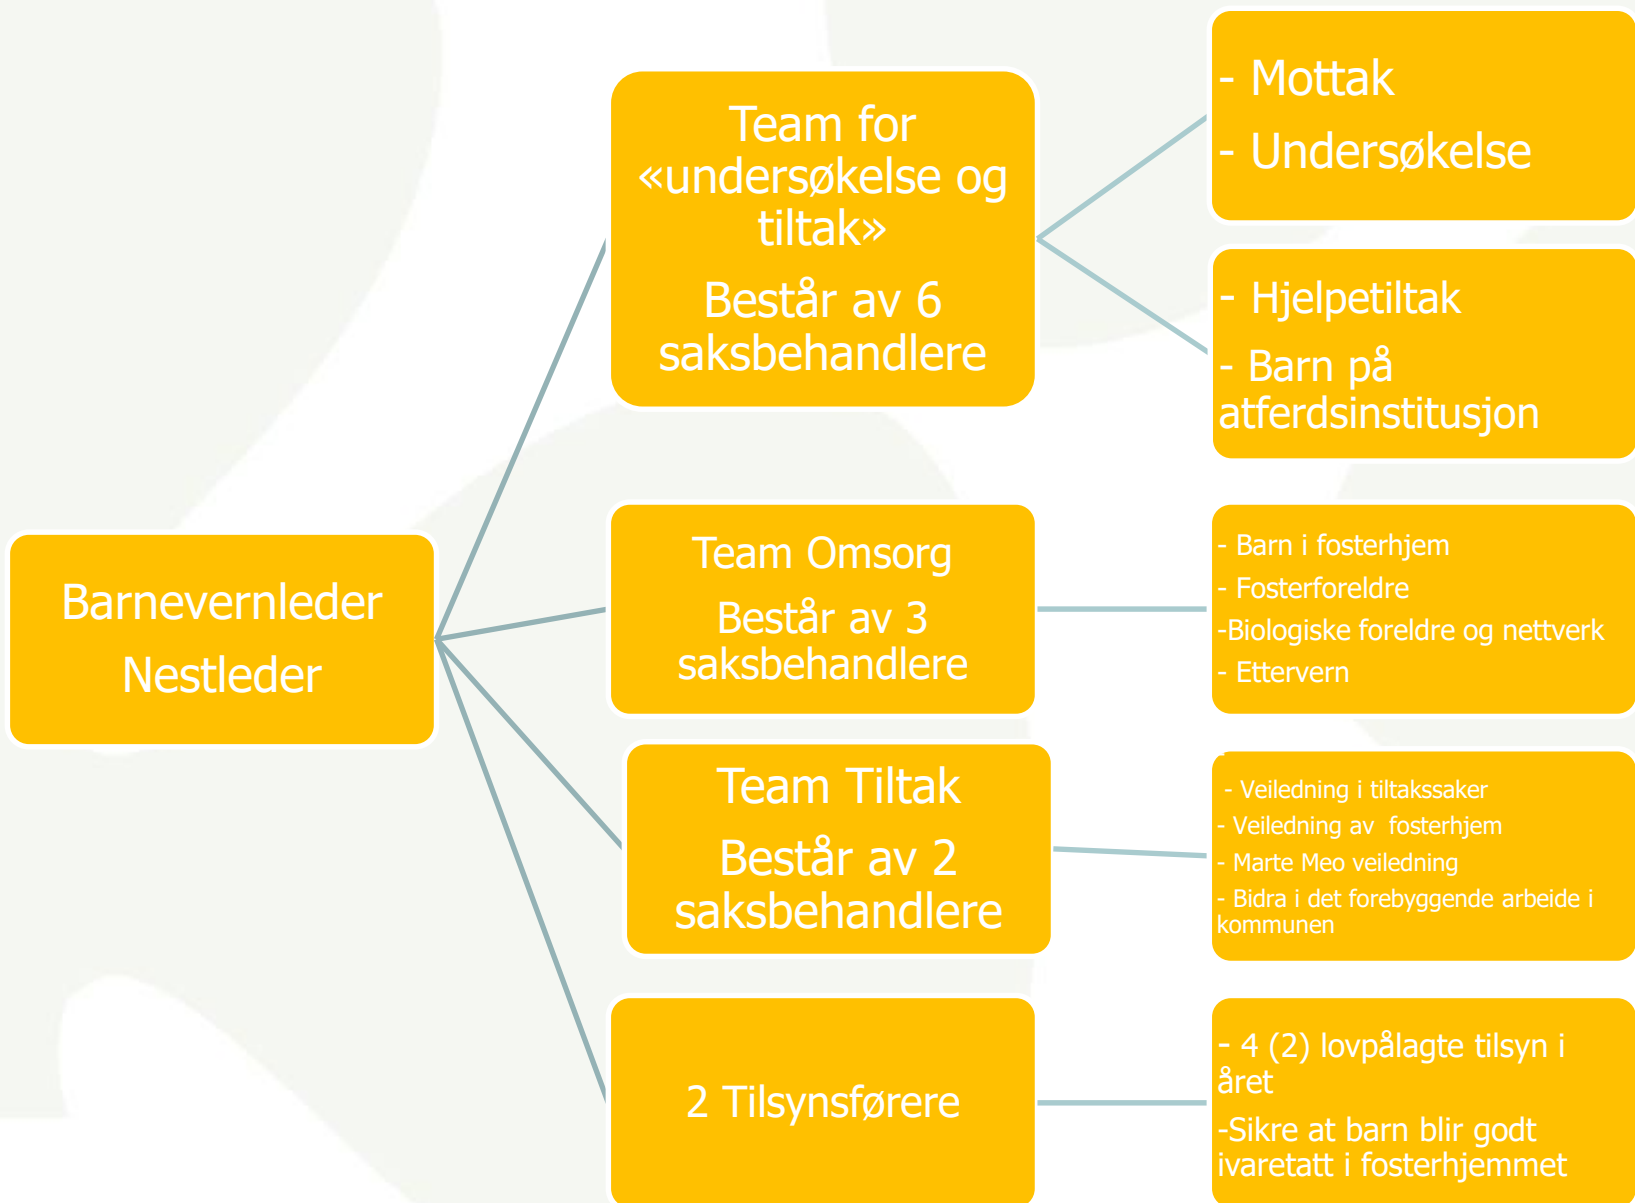 Barnevernleder
Nestleder
Team for
«undersøkelse og
tiltak»
Består av 6
saksbehandlere
- Mottak
- Undersøkelse
- Hjelpetiltak
- Barn på
atferdsinstitusjon
Team Omsorg
Består av 3
saksbehandlere
- Barn i fosterhjem
- Fosterforeldre
-Biologiske foreldre og nettverk
- Ettervern
Team Tiltak
Består av 2
saksbehandlere
-
- Veiledning i tiltakssaker
- Veiledning av  fosterhjem
- Marte Meo veiledning
- Bidra i det forebyggende arbeide i
kommunen
2 Tilsynsførere
- 4 (2) lovpålagte tilsyn i
året
-Sikre at barn blir godt
ivaretatt i fosterhjemmet